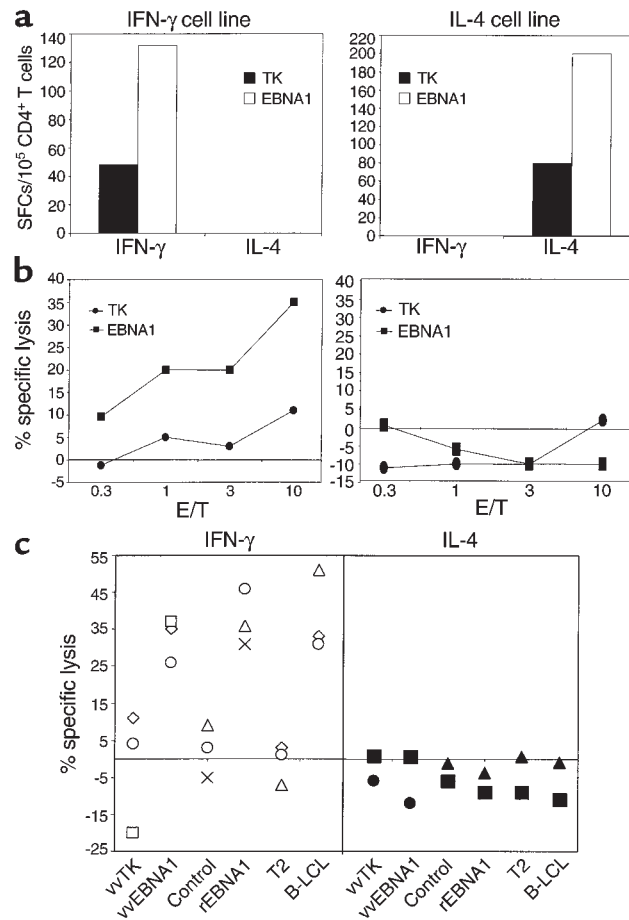 a
IFN-γ cell line
IL-4 cell line
SFCs/10⁵ CD4⁺ T cells
140
120
100
80
60
40
20
0
TK
EBNA1
IFN-γ
IL-4
200
180
160
140
120
100
80
60
40
20
0
TK
EBNA1
IFN-γ
IL-4
b
% specific lysis
40
35
30
25
20
15
10
5
0
-5
TK
EBNA1
0.3
1
3
10
E/T
40
35
30
25
20
15
10
5
0
-5
-10
-15
TK
EBNA1
0.3
1
3
10
E/T
c
IFN-γ
IL-4
% specific lysis
55
45
35
25
15
5
-5
-15
-25
vvTK
vvEBNA1
Control
rEBNA1
T2
B-LCL
vvTK
vvEBNA1
Control
rEBNA1
T2
B-LCL